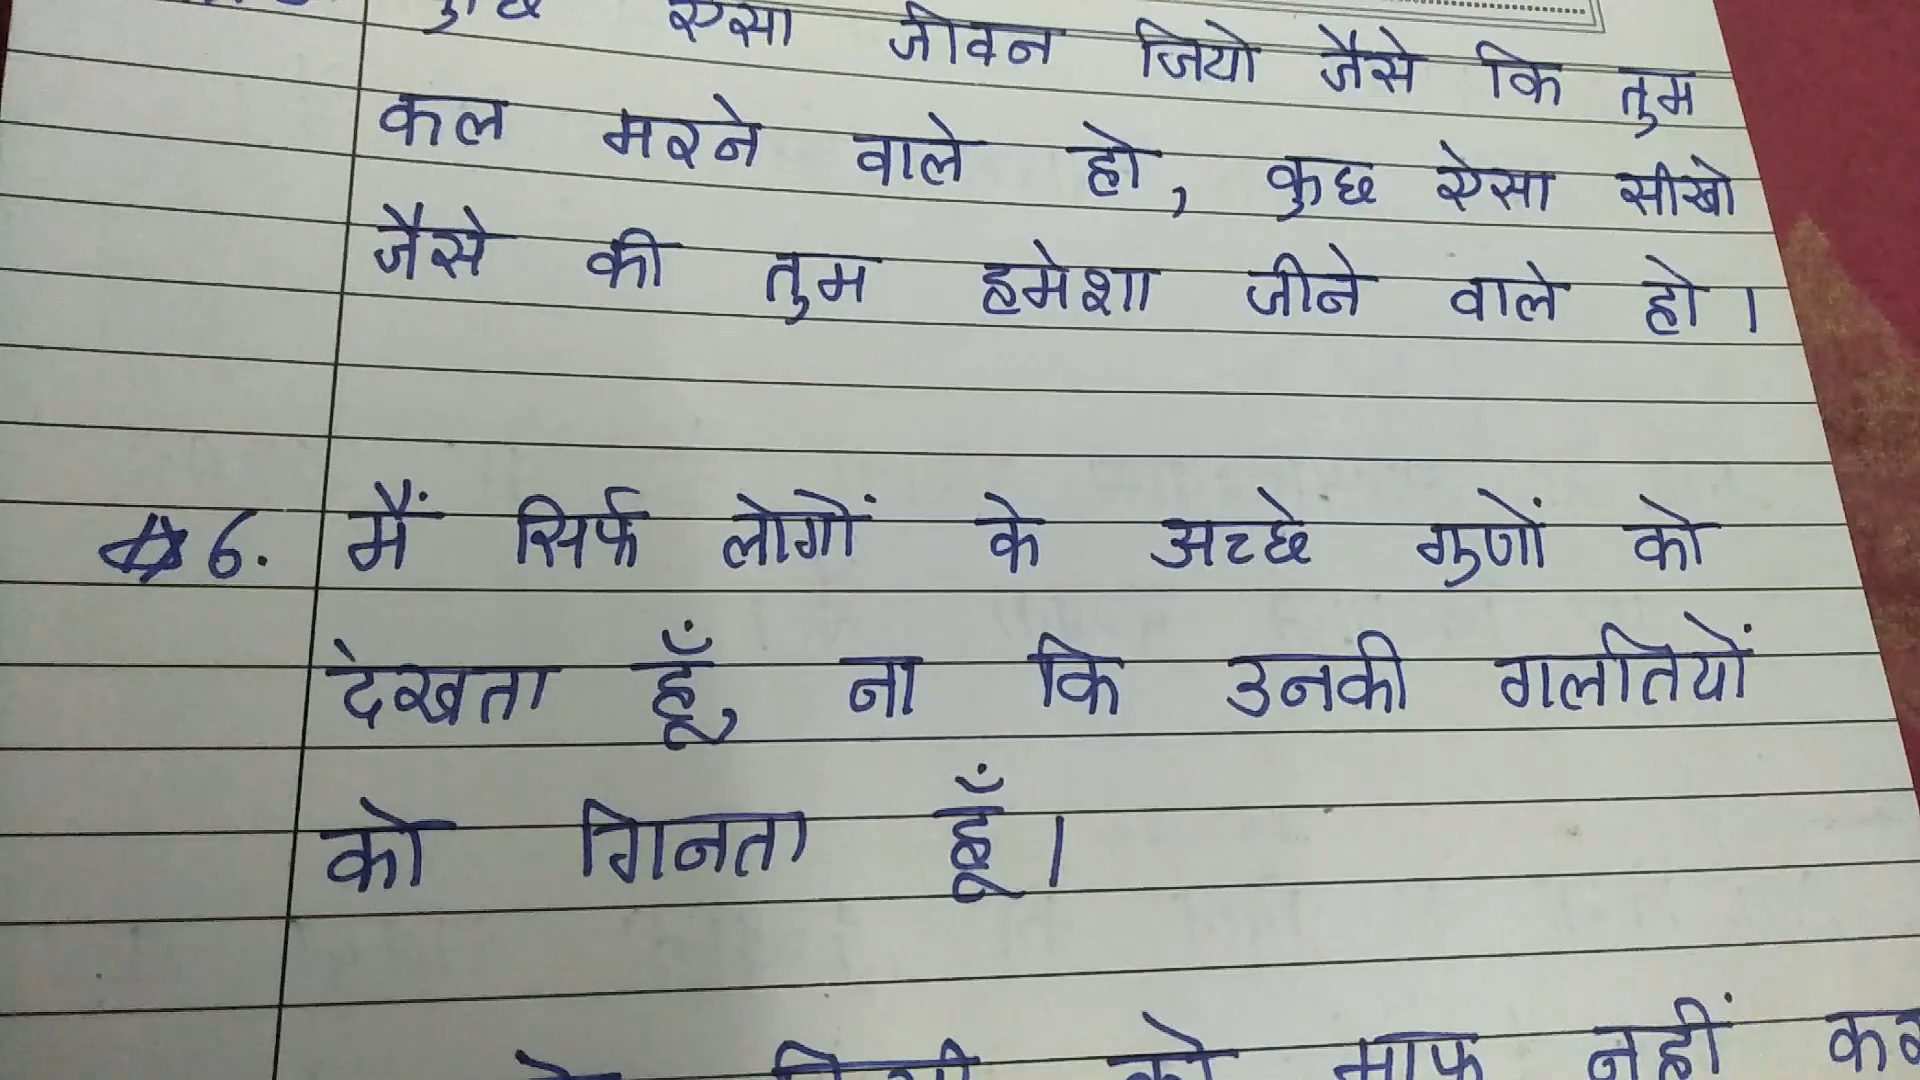 कुछ ऐसा जीवन जियो जैसे कि तुम
कल मरने वाले हो, कुछ ऐसा सीखो
जैसे की तुम हमेशा जीने वाले हो।
6. मैं सिर्फ लोगों के अच्छे गुणों को
देखता हूँ, ना कि उनकी गलतियों
को गिनता हूँ।
को माफ नहीं